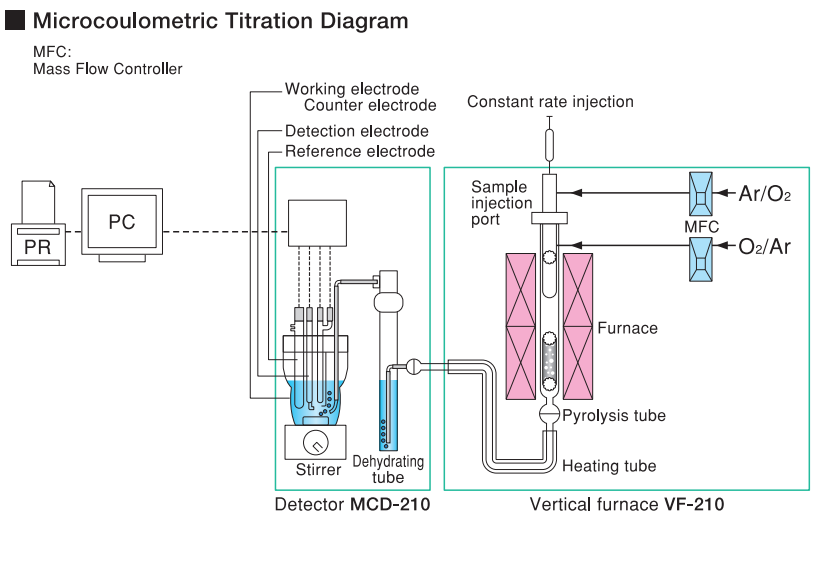 Microcoulometric Titration Diagram
MFC:
Mass Flow Controller
Working electrode
Counter electrode
Detection electrode
Reference electrode
Constant rate injection
Sample
injection
port
Ar/O₂
MFC
O₂/Ar
PC
PR
Furnace
Pyrolysis tube
Heating tube
Stirrer
Dehydrating
tube
Detector MCD-210
Vertical furnace VF-210